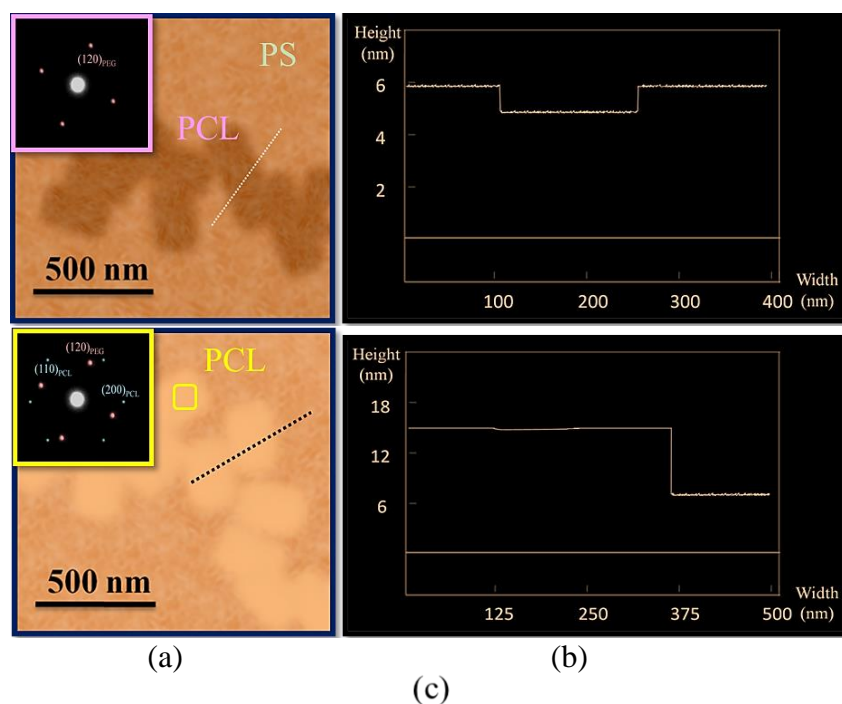 (120)PEG
PS
PCL
500 nm
Height
(nm)
6
4
2
Width
(nm)
100
200
300
400
(120)PEG
(110)PCL
(200)PCL
PCL
500 nm
Height
(nm)
18
12
6
Width
(nm)
125
250
375
500
(a)
(b)
(c)